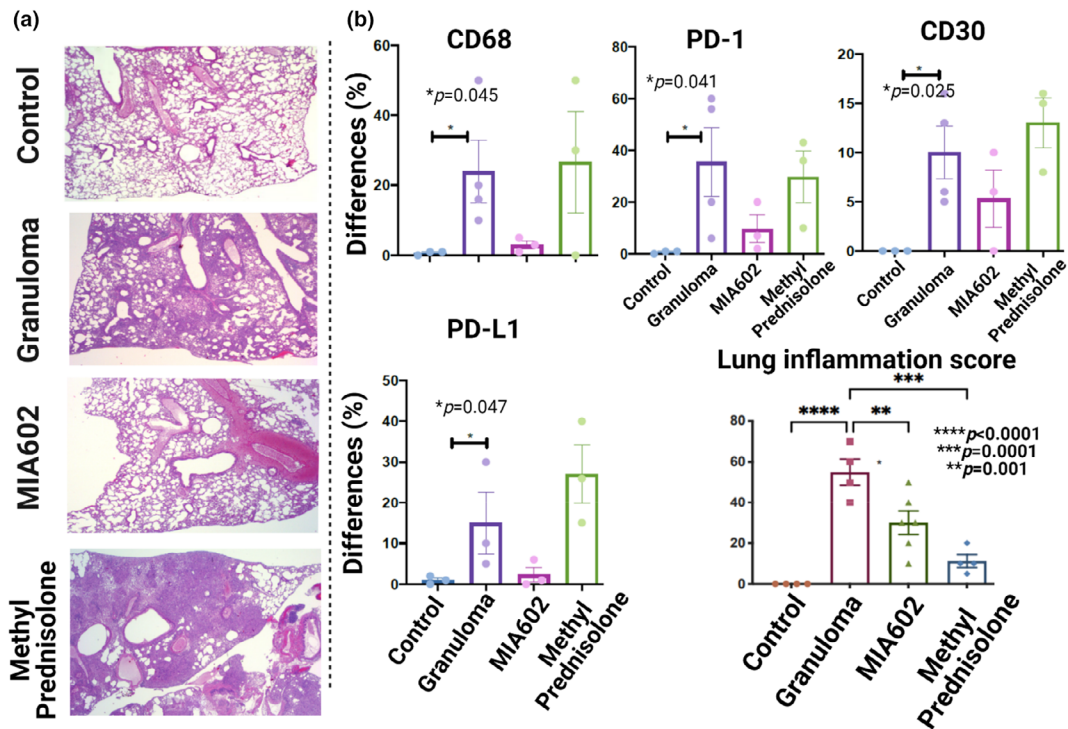 (a)
Control
Granuloma
MIA602
Methyl
Prednisolone
(b)
CD68
Differences (%)
60
40
20
0
*p=0.045
*
PD-1
80
60
40
20
0
*p=0.041
*
Control
Granuloma
MIA602
Methyl
Prednisolone
CD30
20
15
10
5
0
*
*p=0.025
Control
Granuloma
MIA602
Methyl
Prednisolone
PD-L1
Differences (%)
50
40
30
20
10
0
*p=0.047
*
Control
Granuloma
MIA602
Methyl
Prednisolone
Lung inflammation score
80
60
40
20
0
***
**** **
*
****p<0.0001
***p=0.0001
**p=0.001
Control
Granuloma
MIA602
Methyl
Prednisolone